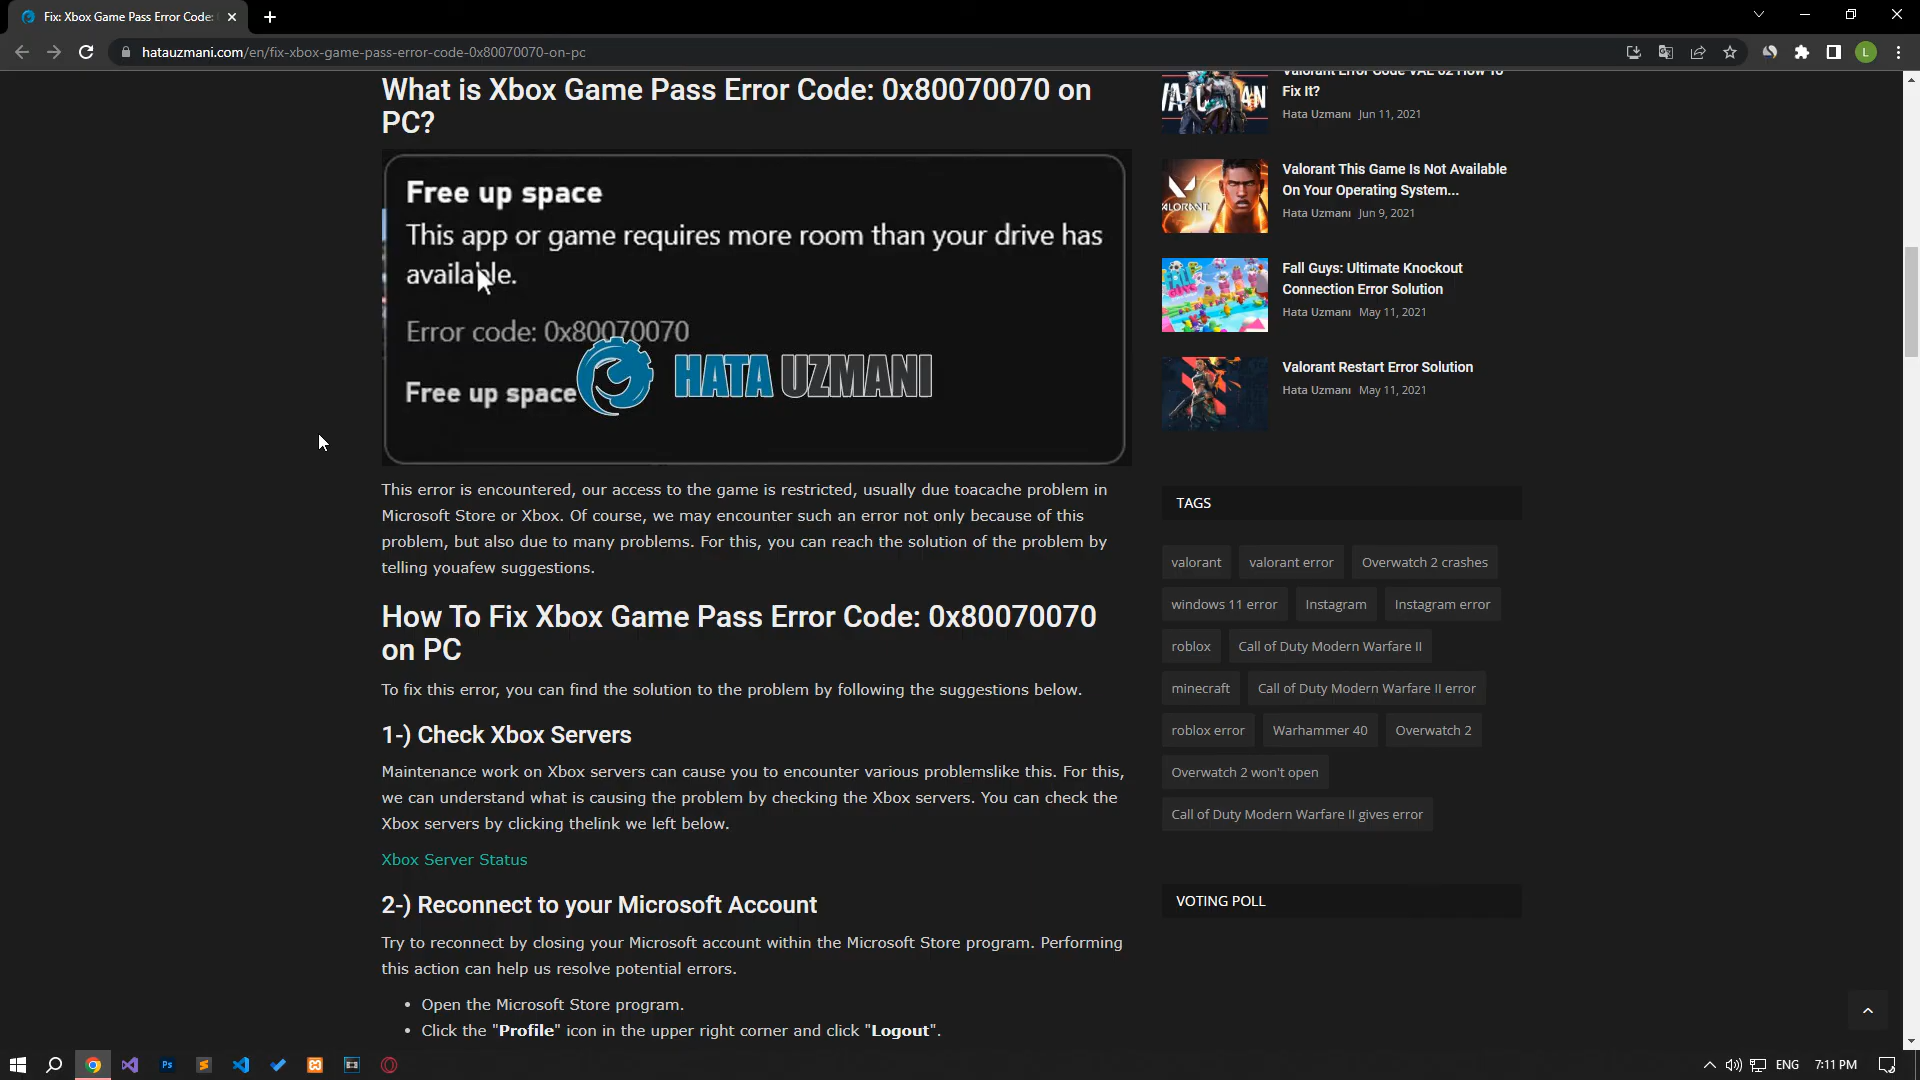 Fix: Xbox Game Pass Error Code:
hatauzmani.com/en/fix-xbox-game-pass-error-code-0x80070070-on-pc
L
What is Xbox Game Pass Error Code: 0x80070070 on
PC?
Free up space
This app or game requires more room than your drive has
available.
Error code: 0x80070070
Free up space
HATA UZMANI
This error is encountered, our access to the game is restricted, usually due toacache problem in
Microsoft Store or Xbox. Of course, we may encounter such an error not only because of this
problem, but also due to many problems. For this, you can reach the solution of the problem by
telling youafew suggestions.
How To Fix Xbox Game Pass Error Code: 0x80070070
on PC
To fix this error, you can find the solution to the problem by following the suggestions below.
1-) Check Xbox Servers
Maintenance work on Xbox servers can cause you to encounter various problemslike this. For this,
we can understand what is causing the problem by checking the Xbox servers. You can check the
Xbox servers by clicking thelink we left below.
Xbox Server Status
2-) Reconnect to your Microsoft Account
Try to reconnect by closing your Microsoft account within the Microsoft Store program. Performing
this action can help us resolve potential errors.
• Open the Microsoft Store program.
• Click the "Profile" icon in the upper right corner and click "Logout".
Valorant Error Code VAL 62 How To
Fix It?
Hata Uzmanı Jun 11, 2021
Valorant This Game Is Not Available
On Your Operating System...
Hata Uzmanı Jun 9, 2021
Fall Guys: Ultimate Knockout
Connection Error Solution
Hata Uzmanı May 11, 2021
Valorant Restart Error Solution
Hata Uzmanı May 11, 2021
TAGS
valorant valorant error Overwatch 2 crashes
windows 11 error Instagram Instagram error
roblox Call of Duty Modern Warfare II
minecraft Call of Duty Modern Warfare II error
roblox error Warhammer 40 Overwatch 2
Overwatch 2 won't open
Call of Duty Modern Warfare II gives error
VOTING POLL
Ps
ENG 7:11 PM